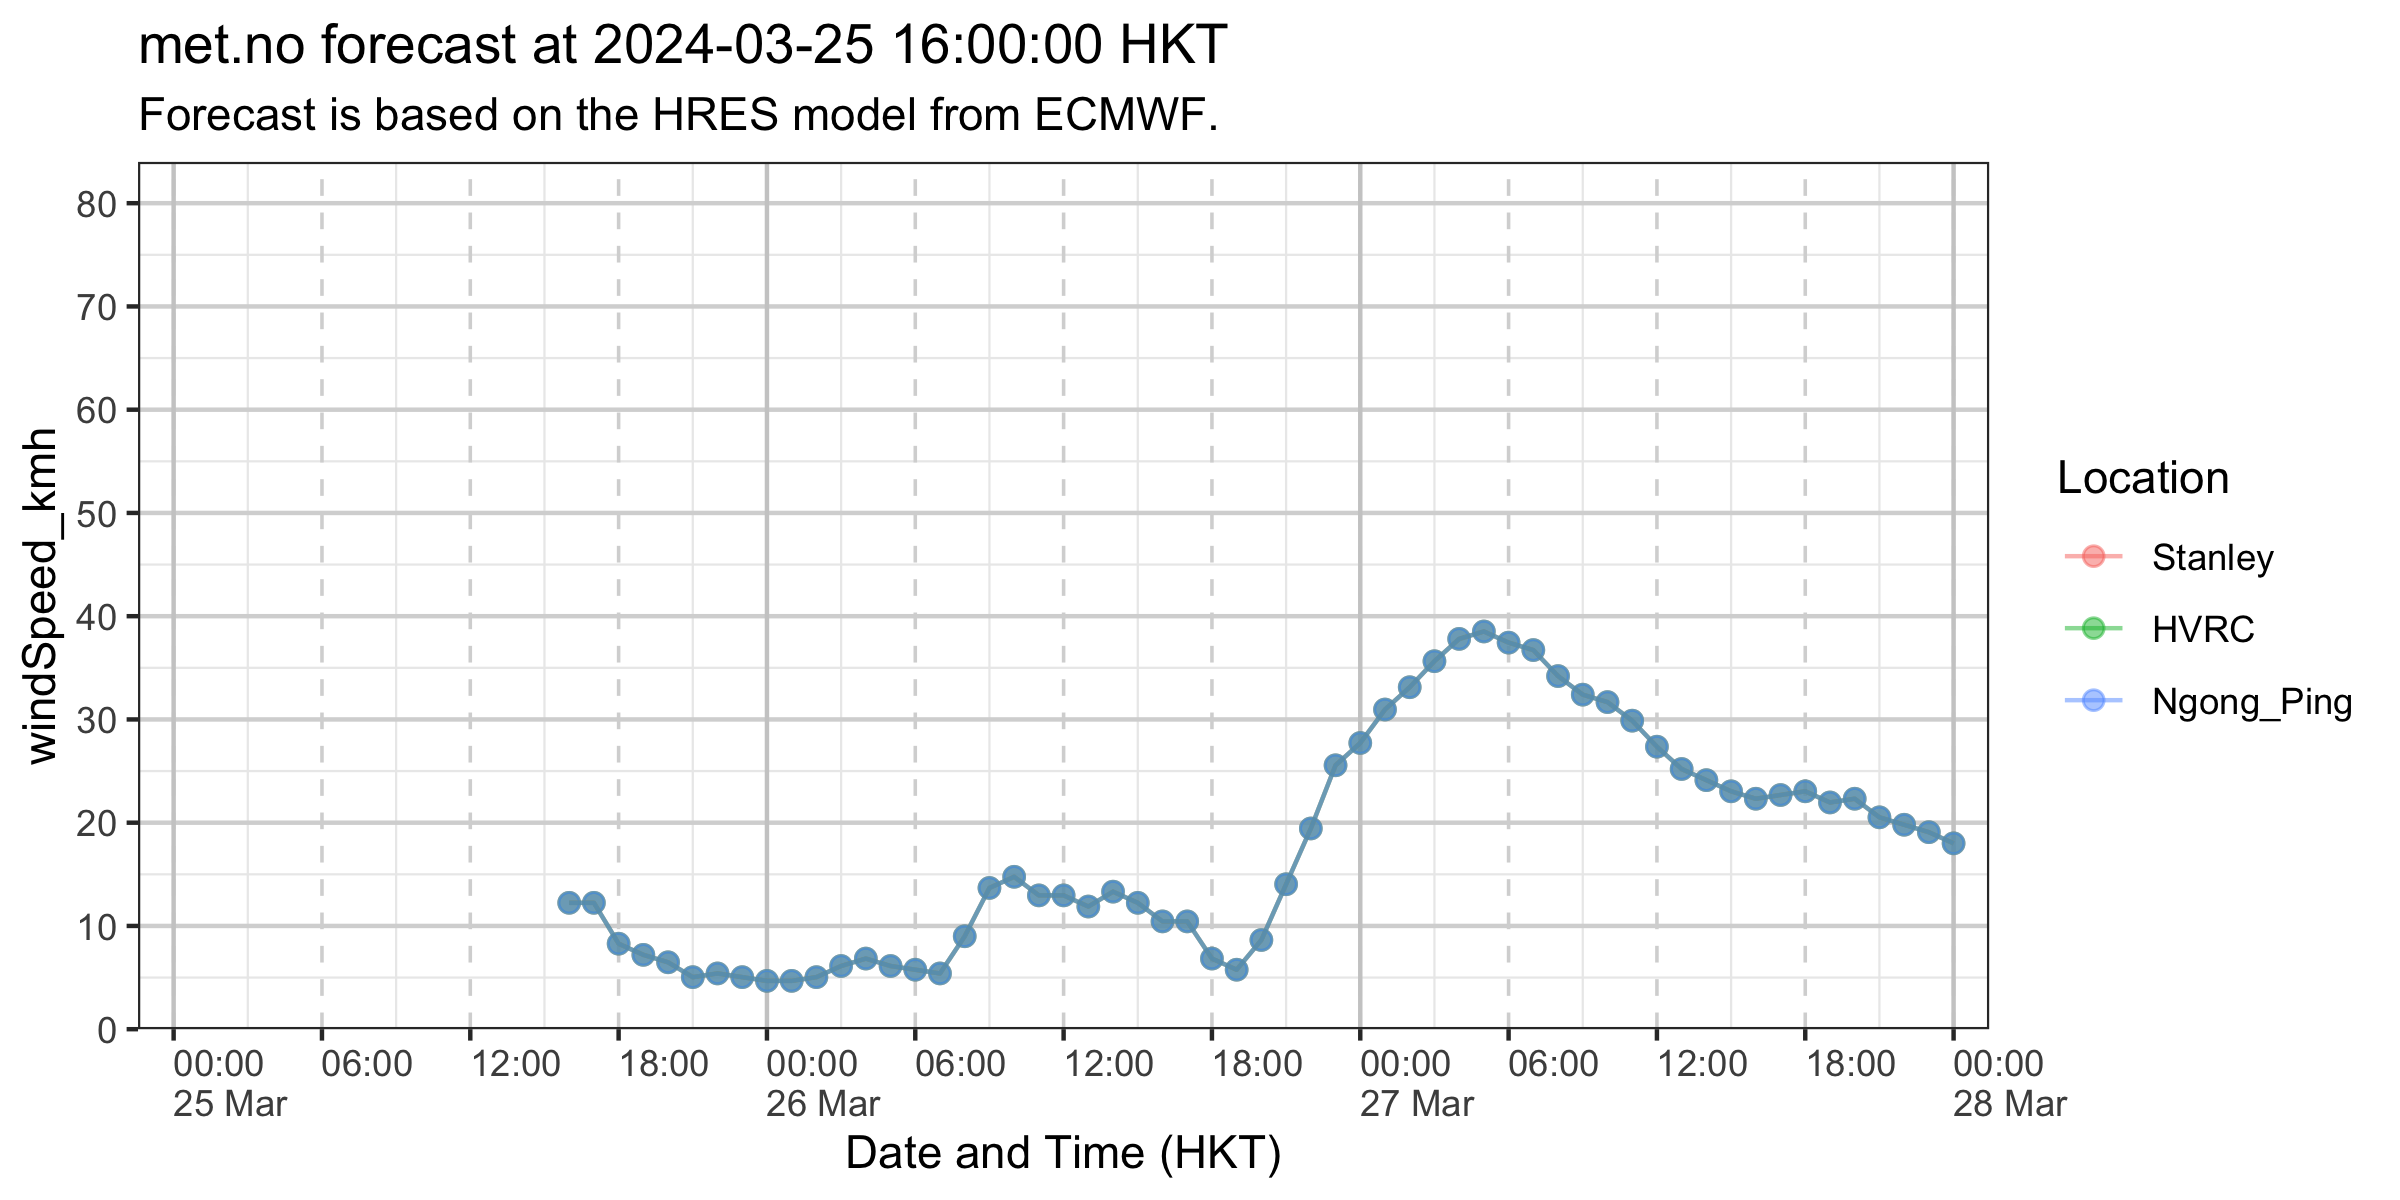 met.no forecast at 2024-03-25 16:00:00 HKT
Forecast is based on the HRES model from ECMWF.
windSpeed_kmh
80
70
60
50
40
30
20
10
0
00:00 06:00 12:00 18:00 00:00 06:00 12:00 18:00 00:00 06:00 12:00 18:00 00:00
25 Mar 26 Mar 27 Mar 28 Mar
Date and Time (HKT)
Location
Stanley
HVRC
Ngong_Ping